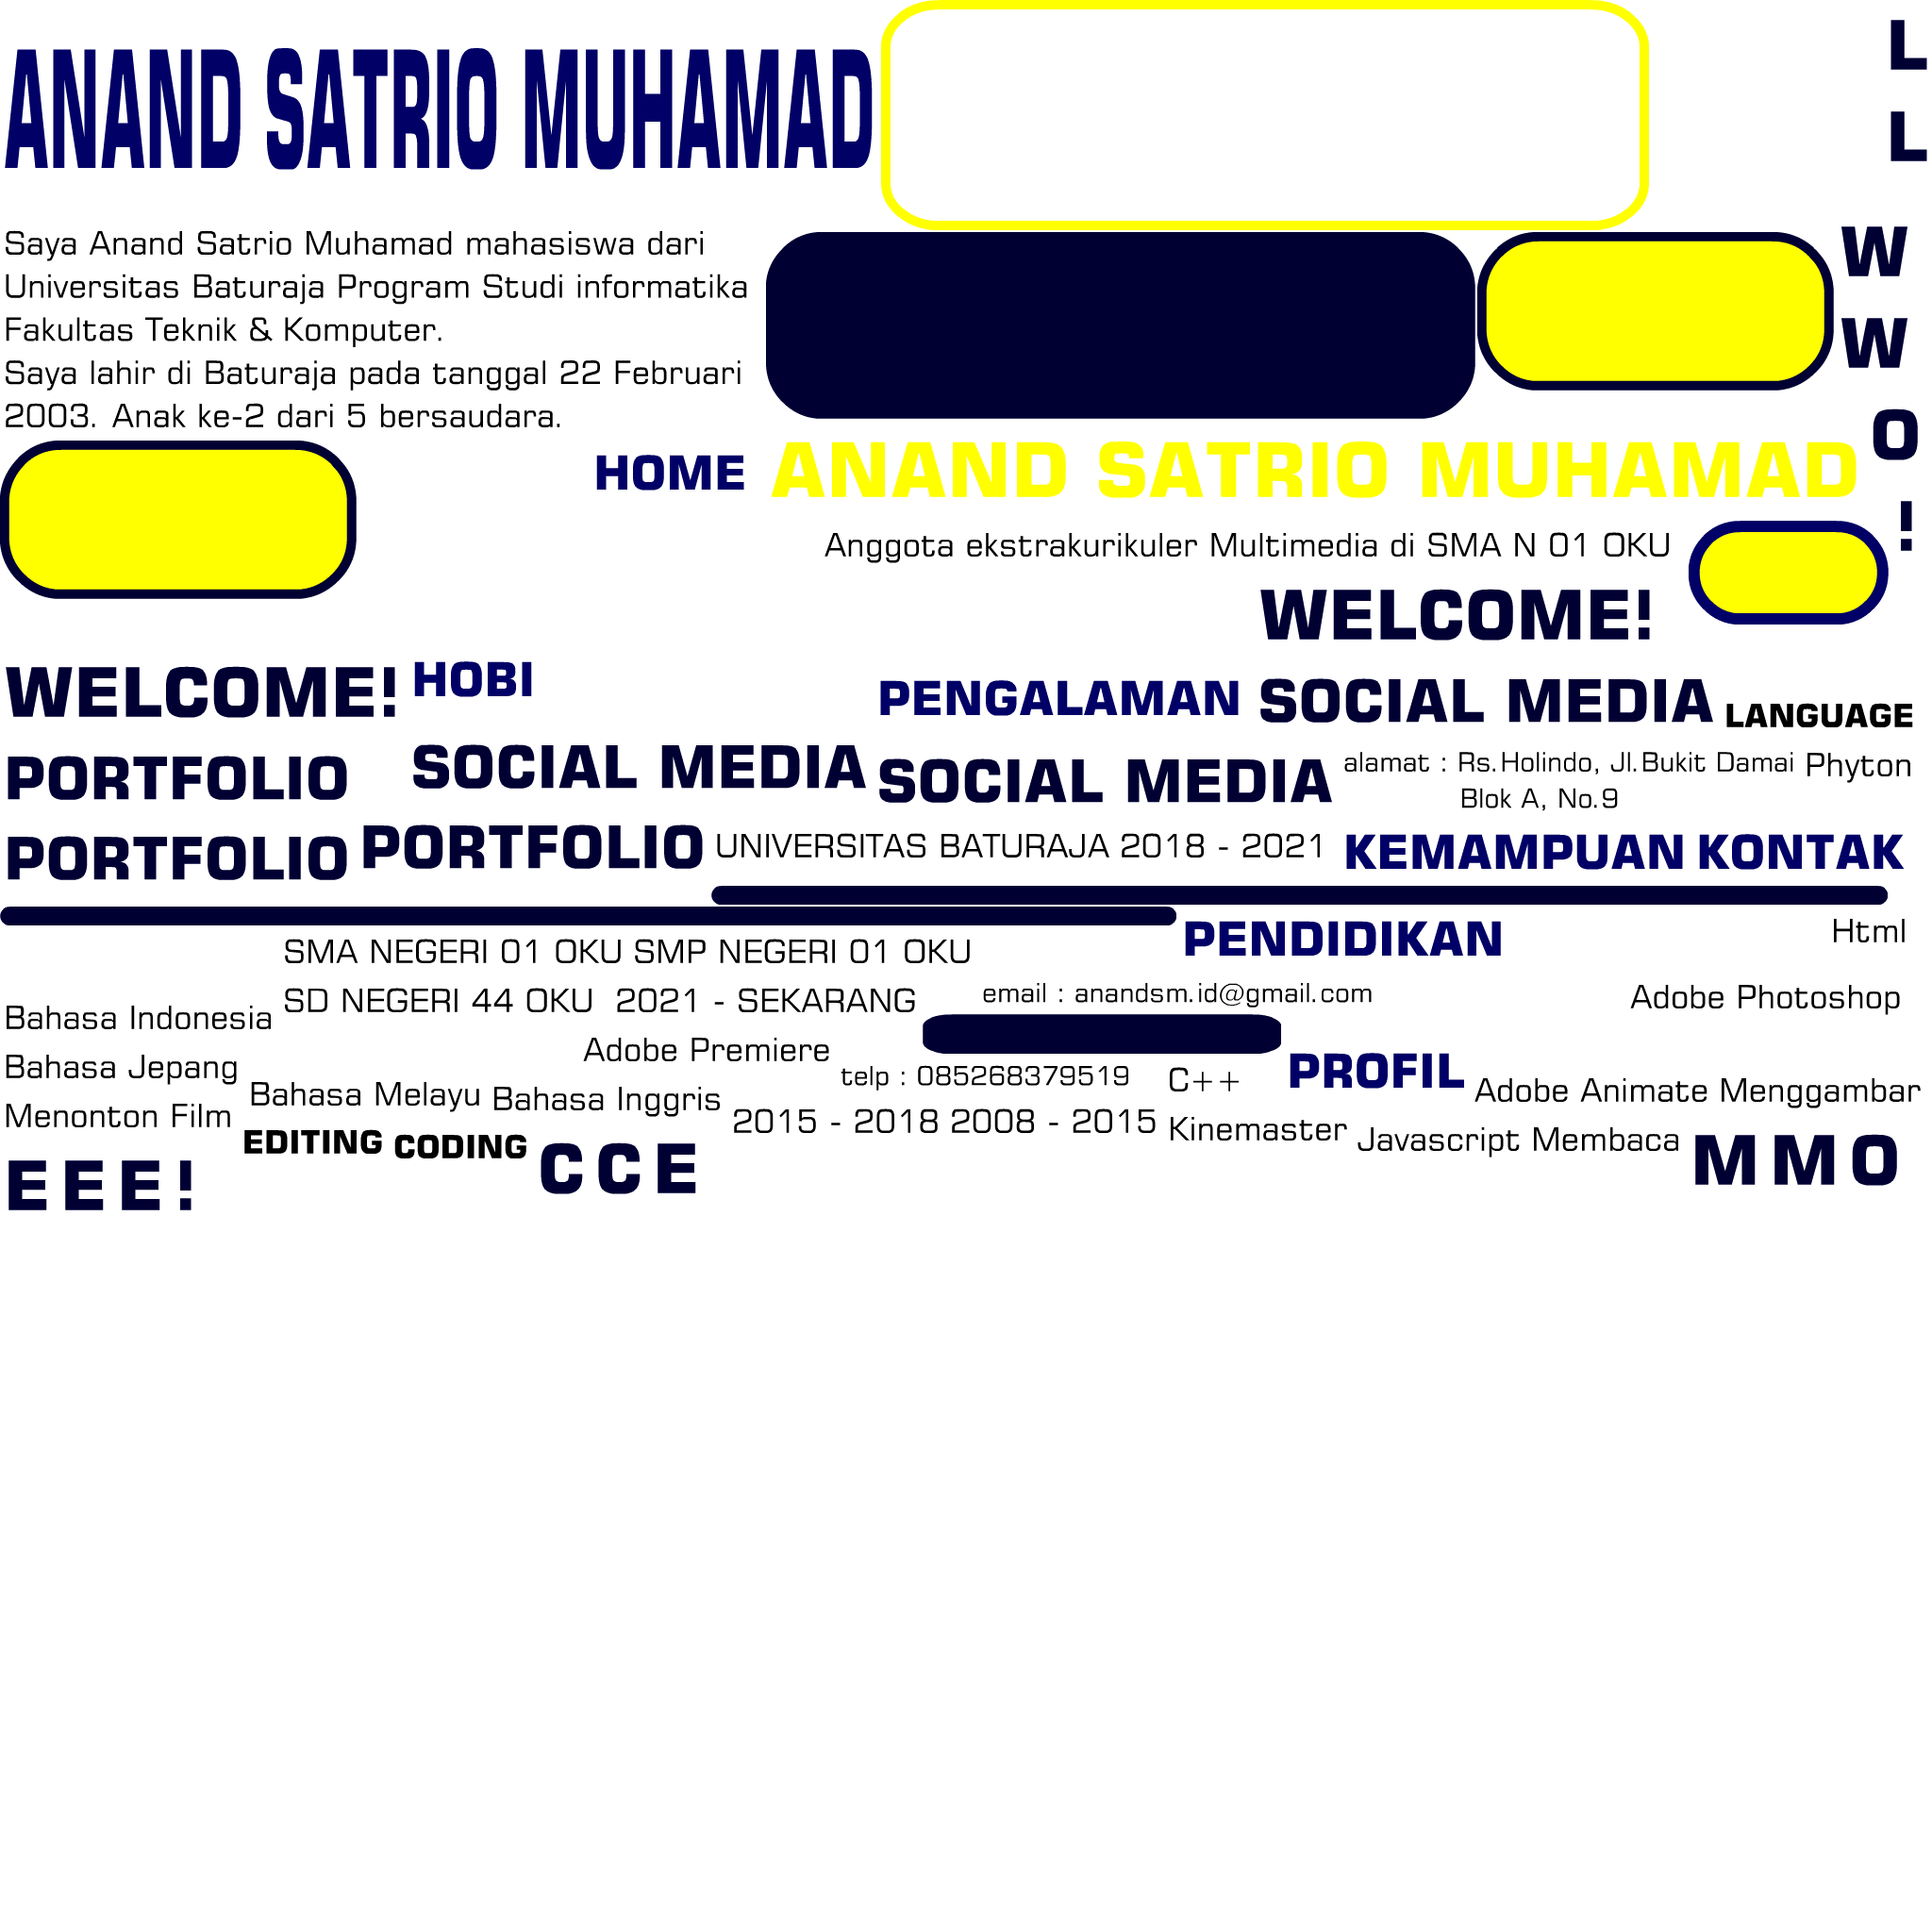 ANAND SATRIO MUHAMAD
L
L
Saya Anand Satrio Muhamad mahasiswa dari
Universitas Baturaja Program Studi informatika
Fakultas Teknik & Komputer.
Saya lahir di Baturaja pada tanggal 22 Februari
2003. Anak ke-2 dari 5 bersaudara.
W
W
O
!
HOME
ANAND SATRIO MUHAMAD
Anggota ekstrakurikuler Multimedia di SMA N 01 OKU
WELCOME!
WELCOME!
HOBI
PENGALAMAN
SOCIAL MEDIA
LANGUAGE
PORTFOLIO
SOCIAL MEDIA
SOCIAL MEDIA
alamat : Rs.Holindo, Jl.Bukit Damai
Blok A, No.9
Phyton
PORTFOLIO
PORTFOLIO
UNIVERSITAS BATURAJA
2018 - 2021
KEMAMPUAN
KONTAK
PENDIDIKAN
Html
SMA NEGERI 01 OKU
SMP NEGERI 01 OKU
SD NEGERI 44 OKU
2021 - SEKARANG
email : anandsm.id@gmail.com
Adobe Photoshop
Bahasa Indonesia
Adobe Premiere
Bahasa Jepang
telp : 085268379519
C++
PROFIL
Bahasa Melayu
Bahasa Inggris
Adobe Animate
Menggambar
Menonton Film
2015 - 2018
2008 - 2015
Kinemaster
Javascript
Membaca
EDITING
CODING
C
C
E
M
M
O
E
E
E
!